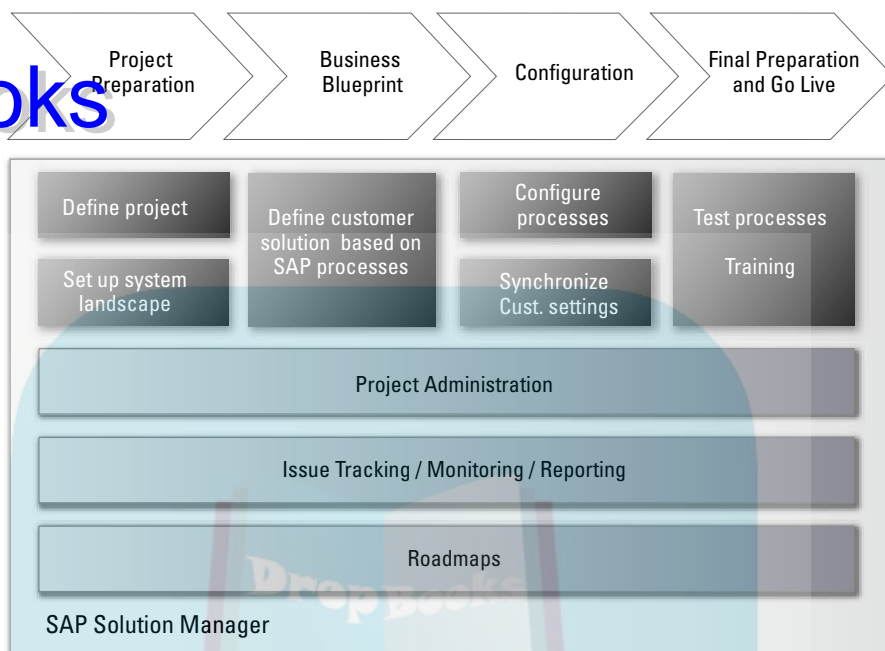 Project
Preparation
Business
Blueprint
Configuration
Final Preparation
and Go Live
oks
Define project
Set up system
landscape
Define customer
solution based on
SAP processes
Configure
processes
Synchronize
Cust. settings
Test processes
Training
Project Administration
Issue Tracking / Monitoring / Reporting
Roadmaps
DropBooks
SAP Solution Manager